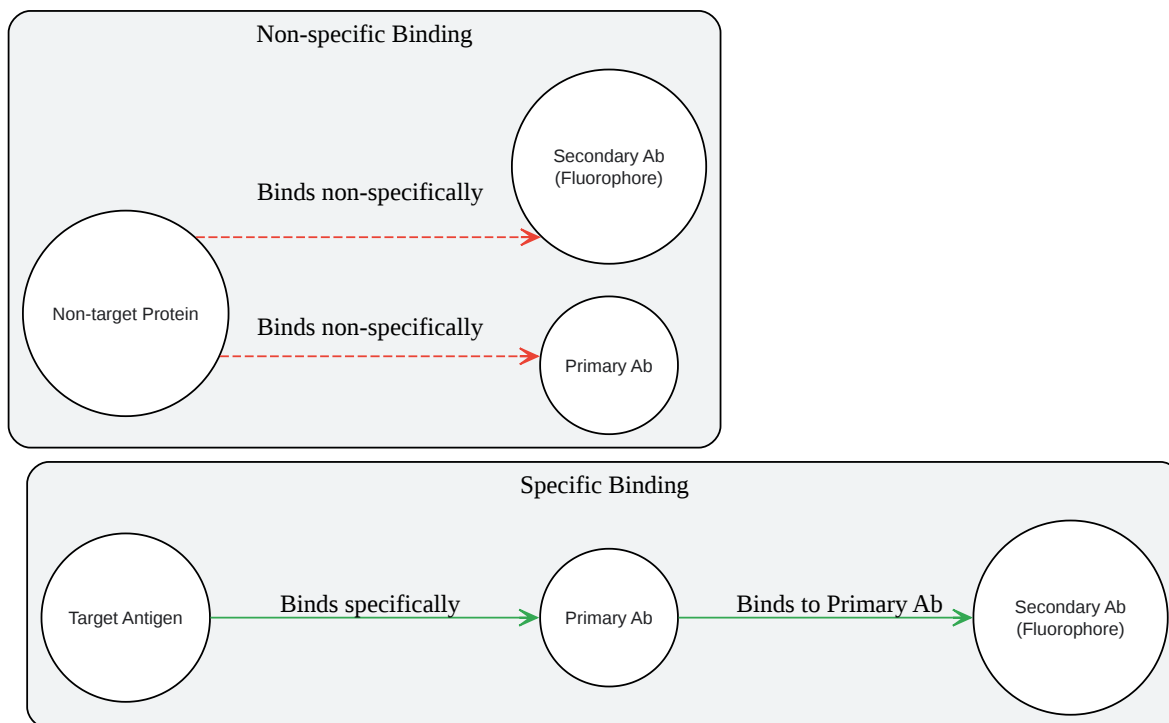 Non-specific Binding
Secondary Ab
(Fluorophore)
Binds non-specifically
Non-target Protein
Binds non-specifically
Primary Ab
Specific Binding
Target Antigen
Binds specifically
Primary Ab
Binds to Primary Ab
Secondary Ab
(Fluorophore)